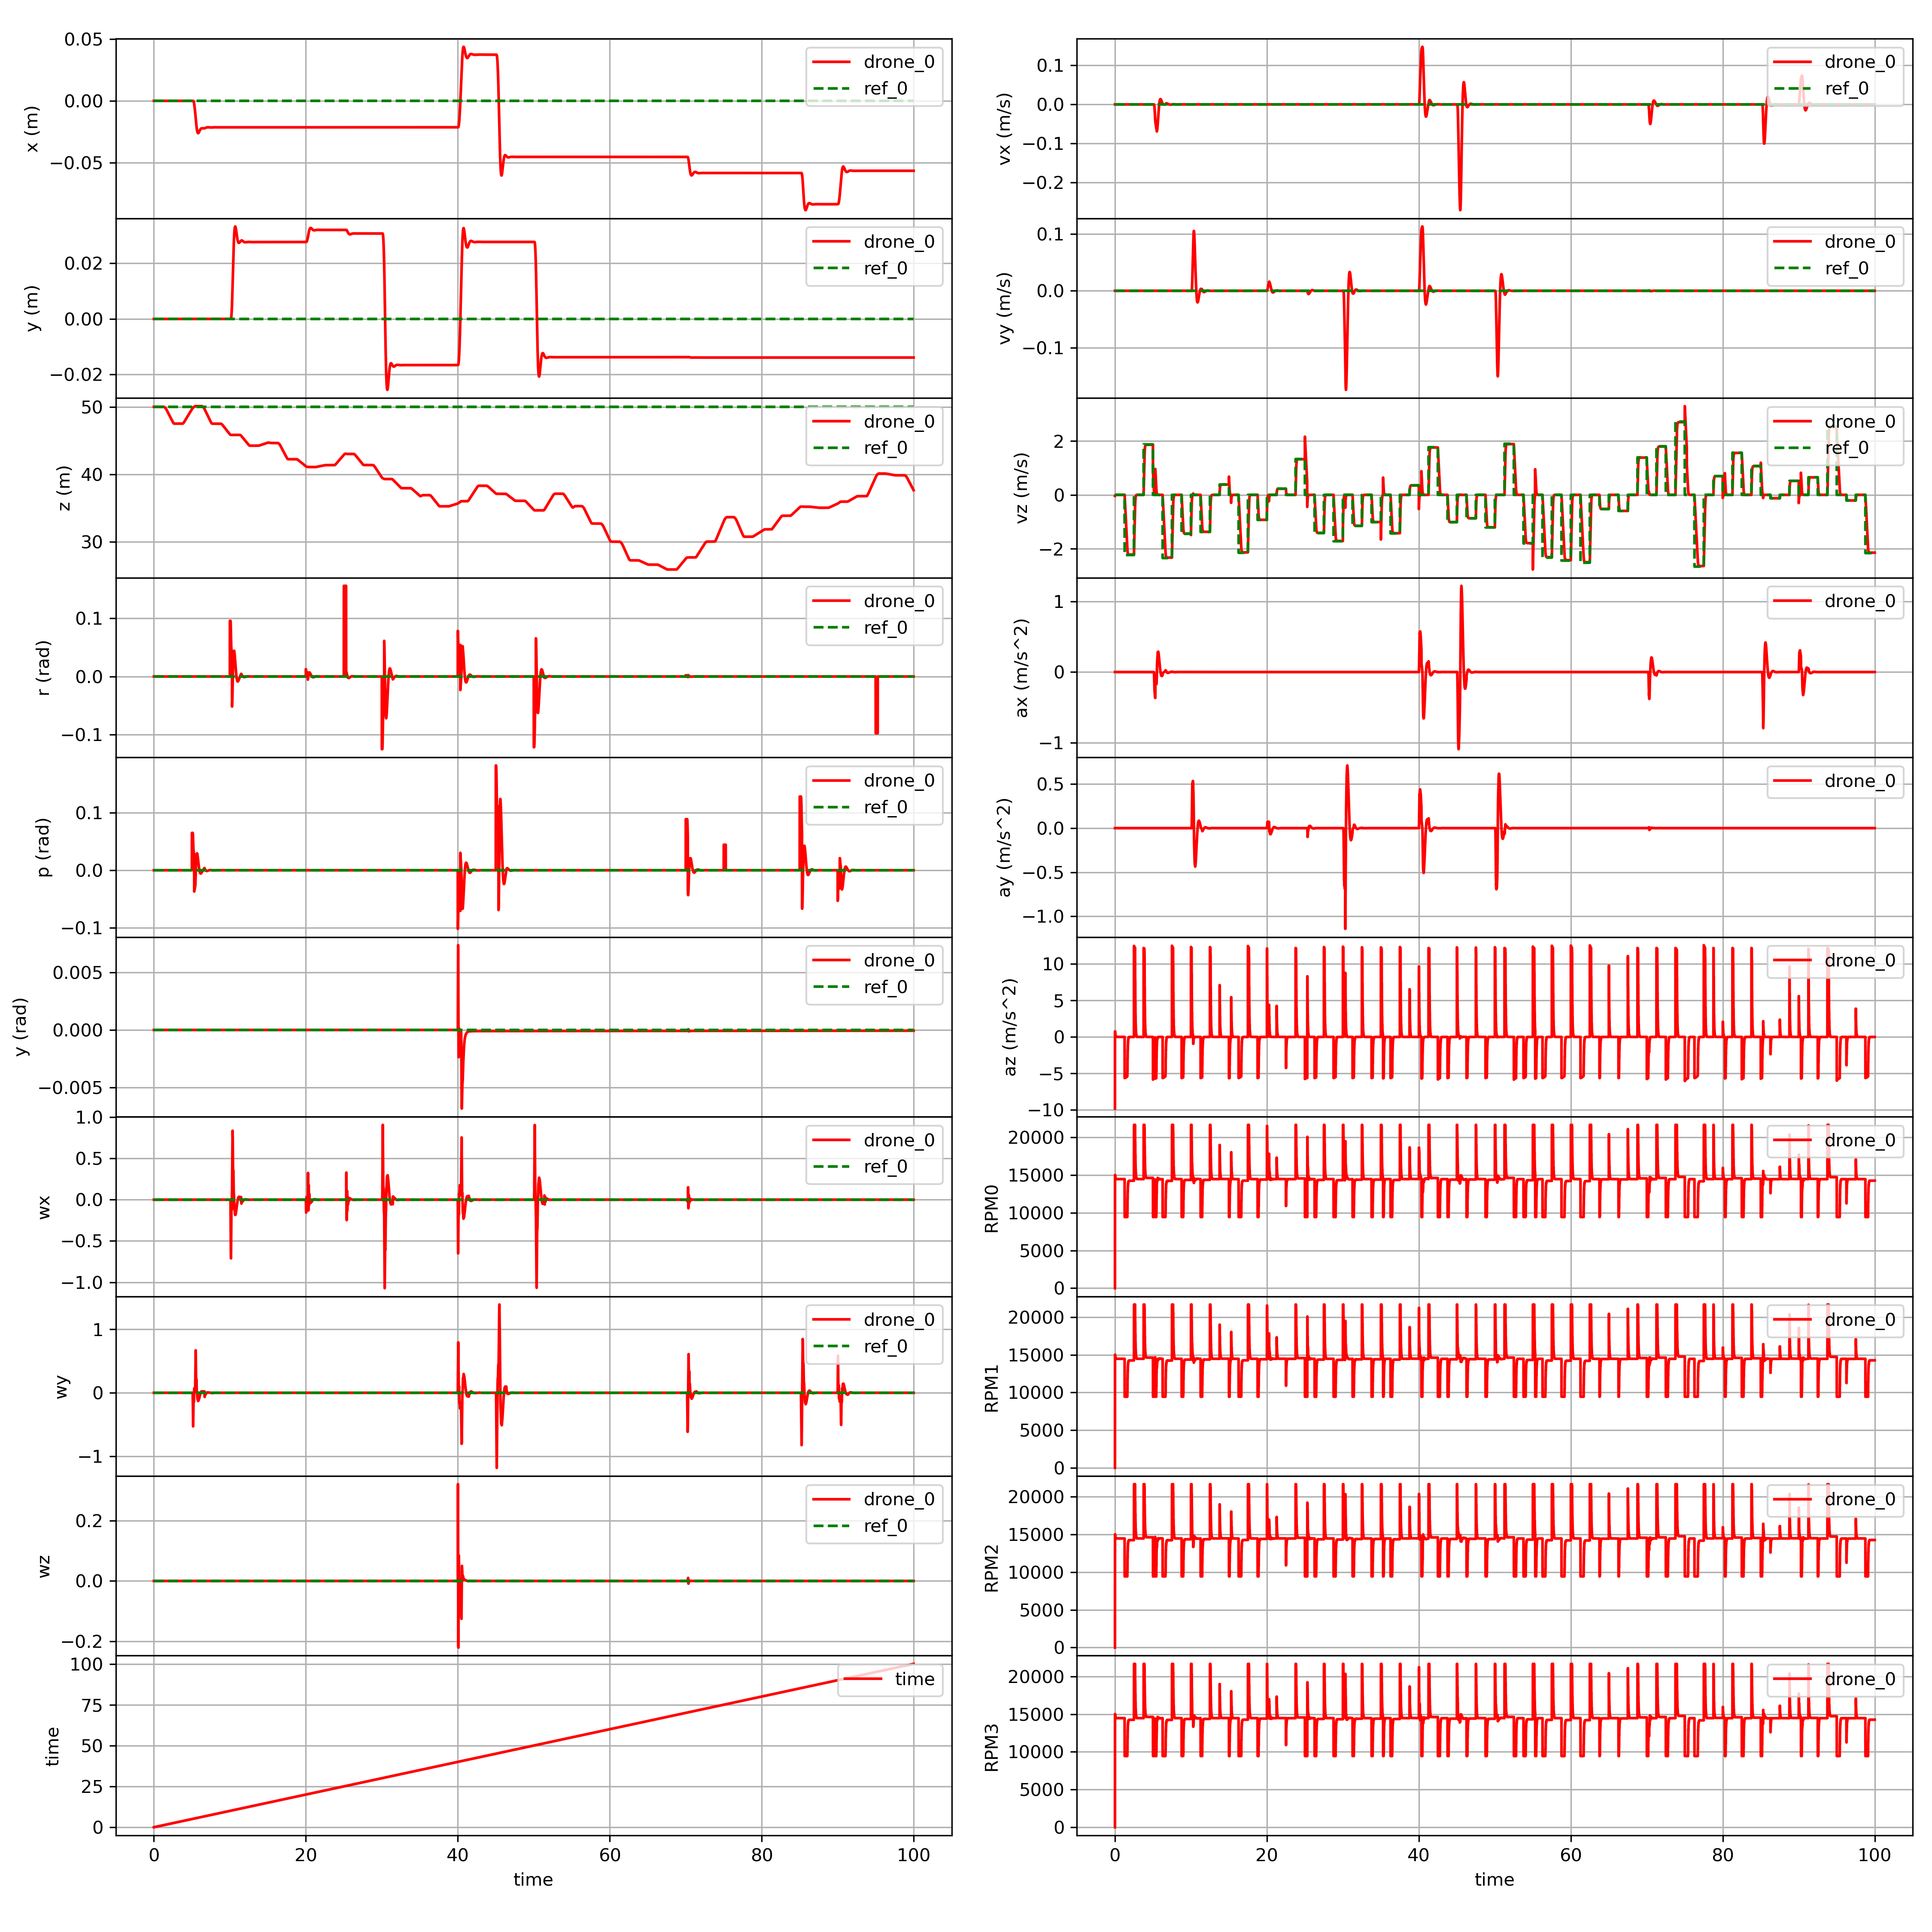 0.05
0.00
−0.05
x (m)
drone_0
ref_0
0.02
0.00
−0.02
y (m)
drone_0
ref_0
50
40
30
z (m)
drone_0
ref_0
0.1
0.0
−0.1
r (rad)
drone_0
ref_0
0.1
0.0
−0.1
p (rad)
drone_0
ref_0
0.005
0.000
−0.005
y (rad)
drone_0
ref_0
1.0
0.5
0.0
−0.5
−1.0
wx
drone_0
ref_0
1
0
−1
wy
drone_0
ref_0
0.2
0.0
−0.2
wz
drone_0
ref_0
100
75
50
25
0
time
time
0 20 40 60 80 100
time
0.1
0.0
−0.1
−0.2
vx (m/s)
drone_0
ref_0
0.1
0.0
−0.1
vy (m/s)
drone_0
ref_0
2
0
−2
vz (m/s)
drone_0
ref_0
1
0
−1
ax (m/s^2)
drone_0
0.5
0.0
−0.5
−1.0
ay (m/s^2)
drone_0
10
5
0
−5
−10
az (m/s^2)
drone_0
20000
15000
10000
5000
0
RPM0
drone_0
20000
15000
10000
5000
0
RPM1
drone_0
20000
15000
10000
5000
0
RPM2
drone_0
20000
15000
10000
5000
0
RPM3
drone_0
0 20 40 60 80 100
time